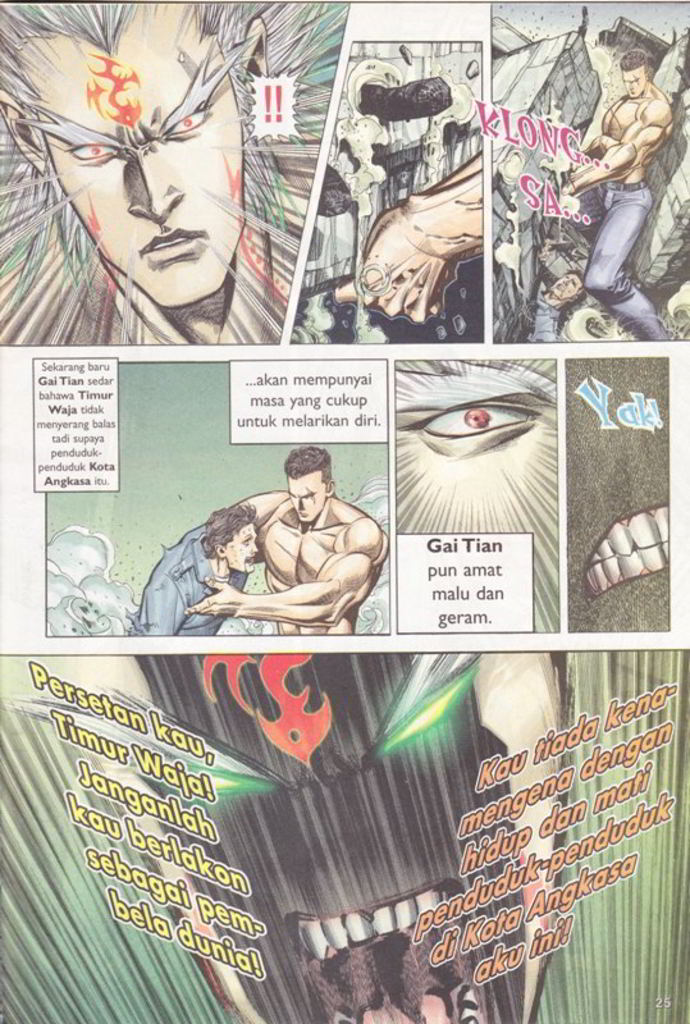 !!
KLONG...
SA...
Sekarang baru
Gai Tian sedar
bahawa Timur
Waja tidak
menyerang balas
tadi supaya
penduduk-
penduduk Kota
Angkasa itu.
...akan mempunyai
masa yang cukup
untuk melarikan diri.
Gai Tian
pun amat
malu dan
geram.
Yak!
Persetan kau,
Timur Waja!
Janganlah
kau berlakon
sebagai pem-
bela dunia!
Kau tiada kena-
mengena dengan
hidup dan mati
penduduk-penduduk
di Kota Angkasa
aku ini!
25